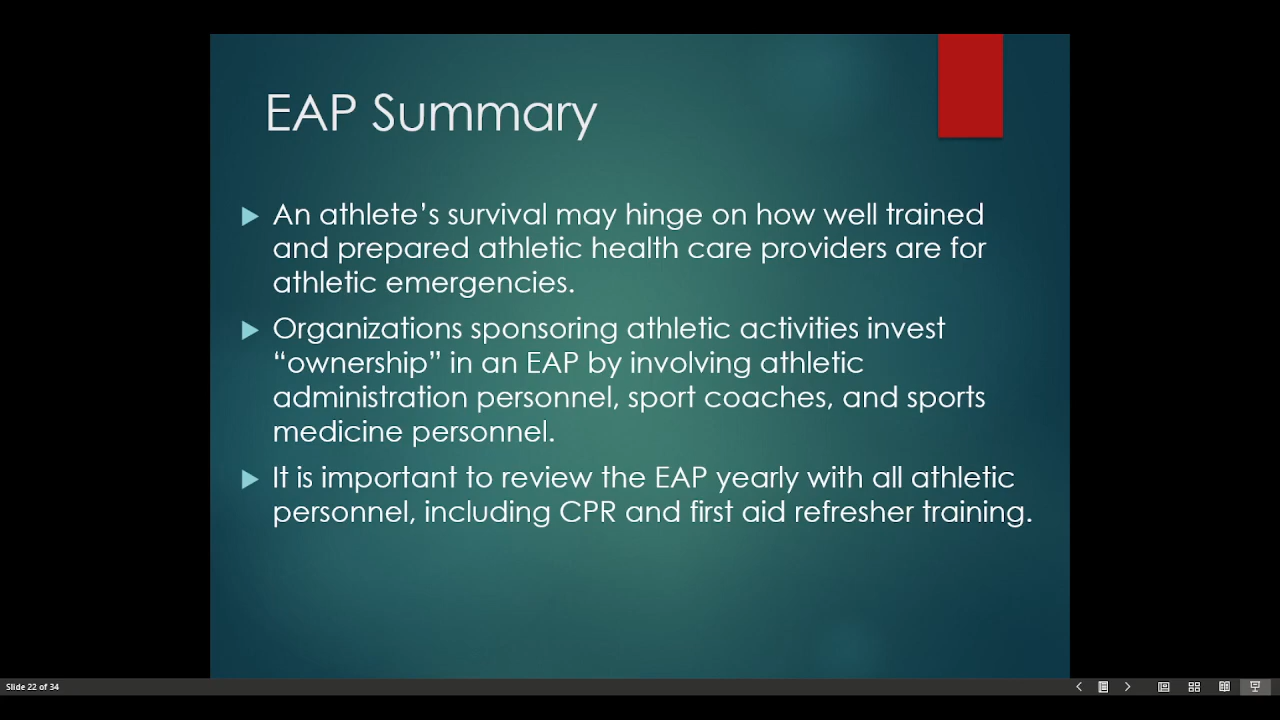 EAP Summary
An athlete’s survival may hinge on how well trained
and prepared athletic health care providers are for
athletic emergencies.
Organizations sponsoring athletic activities invest
“ownership” in an EAP by involving athletic
administration personnel, sport coaches, and sports
medicine personnel.
It is important to review the EAP yearly with all athletic
personnel, including CPR and first aid refresher training.
Slide 22 of 34